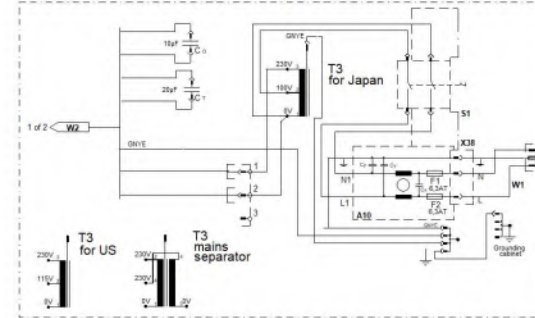 10µF
C
20µF
C T
GNYE
T3
for Japan
230V
100V
0V
S1
1 of 2
W2
GNYE
X38
1
2
3
N1
F1
6,3AT
N
W1
L1
F2
6,3AT
L
A10
GNYE
Grounding
cabinet
T3
for US
230V
115V
0V
T3
mains
separator
230V
230V
0V
0V